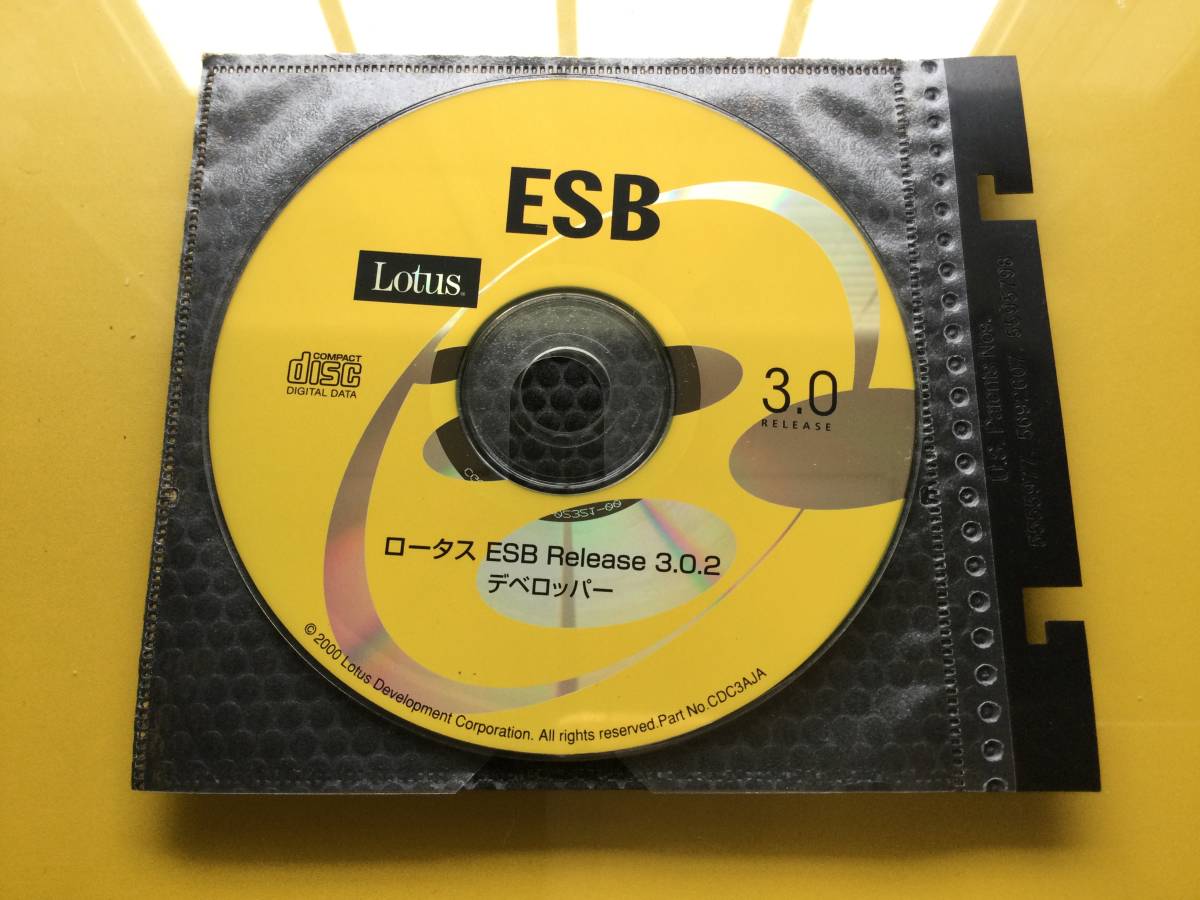 ESB
Lotus
COMPACT
disc
DIGITAL DATA
3.0
RELEASE
ロータス ESB Release 3.0.2
デベロッパー
© 2000 Lotus Development Corporation. All rights reserved.Part No.CDC3AJA
U.S. Patents Nos.